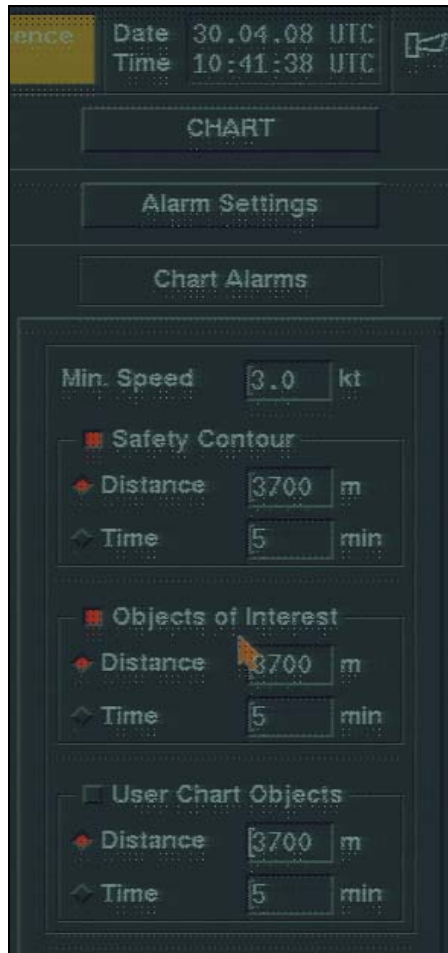 ence
Date 30.04.08 UTC
Time 10:41:38 UTC
CHART
Alarm Settings
Chart Alarms
Min. Speed 3.0 kt
Safety Contour
Distance 3700 m
Time 5 min
Objects of Interest
Distance 3700 m
Time 5 min
User Chart Objects
Distance 3700 m
Time 5 min